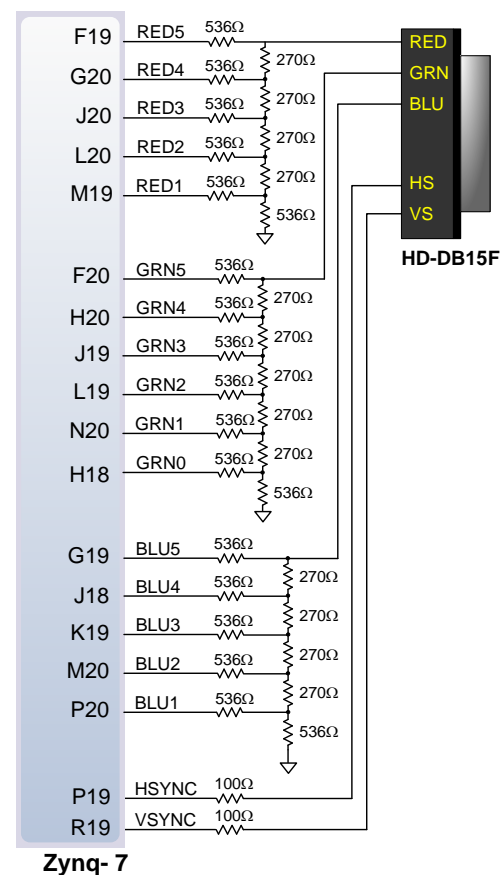 F19 RED5 536Ω RED
270Ω
G20 RED4 536Ω GRN
270Ω
J20 RED3 536Ω BLU
270Ω
L20 RED2 536Ω
270Ω
M19 RED1 536Ω HS
536Ω VS
HD-DB15F
F20 GRN5 536Ω
270Ω
H20 GRN4 536Ω
270Ω
J19 GRN3 536Ω
270Ω
L19 GRN2 536Ω
270Ω
N20 GRN1 536Ω
270Ω
H18 GRN0 536Ω
536Ω
G19 BLU5 536Ω
270Ω
J18 BLU4 536Ω
270Ω
K19 BLU3 536Ω
270Ω
M20 BLU2 536Ω
270Ω
P20 BLU1 536Ω
536Ω
P19 HSYNC 100Ω
R19 VSYNC 100Ω
Zynq- 7